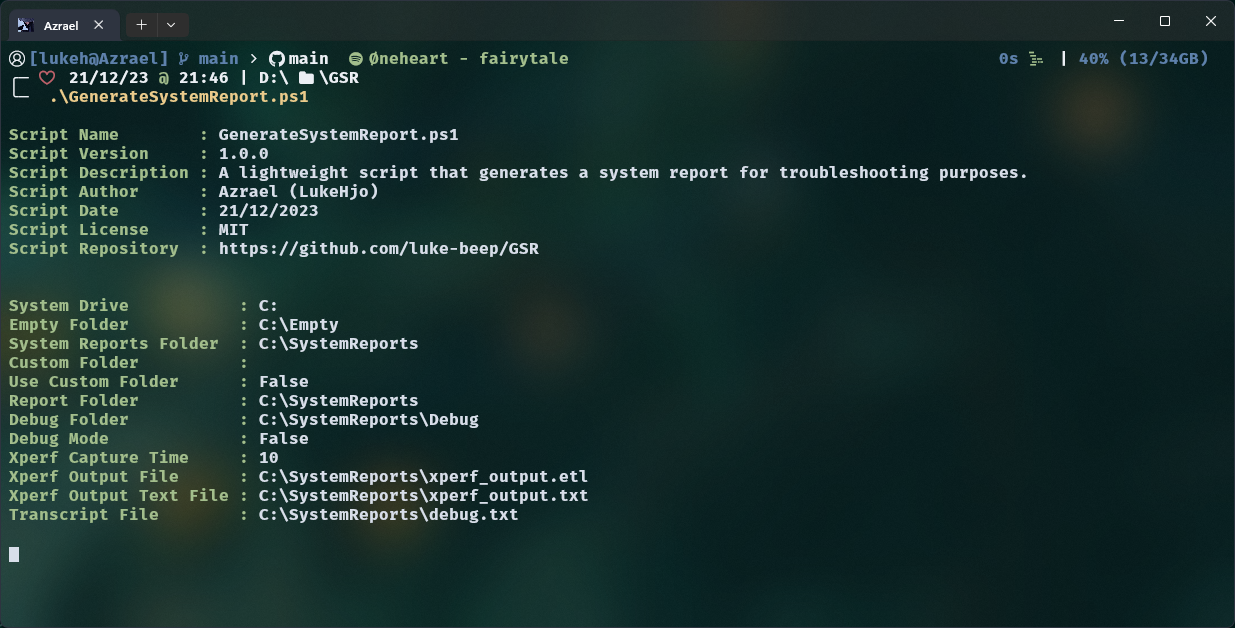 Azrael
[lukeh@Azrael] main > main Øneheart - fairytale 0s | 40% (13/34GB)
21/12/23 @ 21:46 | D:\ \GSR
.\GenerateSystemReport.ps1
Script Name : GenerateSystemReport.ps1
Script Version : 1.0.0
Script Description : A lightweight script that generates a system report for troubleshooting purposes.
Script Author : Azrael (LukeHjo)
Script Date : 21/12/2023
Script License : MIT
Script Repository : https://github.com/luke-beep/GSR
System Drive : C:
Empty Folder : C:\Empty
System Reports Folder : C:\SystemReports
Custom Folder :
Use Custom Folder : False
Report Folder : C:\SystemReports
Debug Folder : C:\SystemReports\Debug
Debug Mode : False
Xperf Capture Time : 10
Xperf Output File : C:\SystemReports\xperf_output.etl
Xperf Output Text File : C:\SystemReports\xperf_output.txt
Transcript File : C:\SystemReports\debug.txt